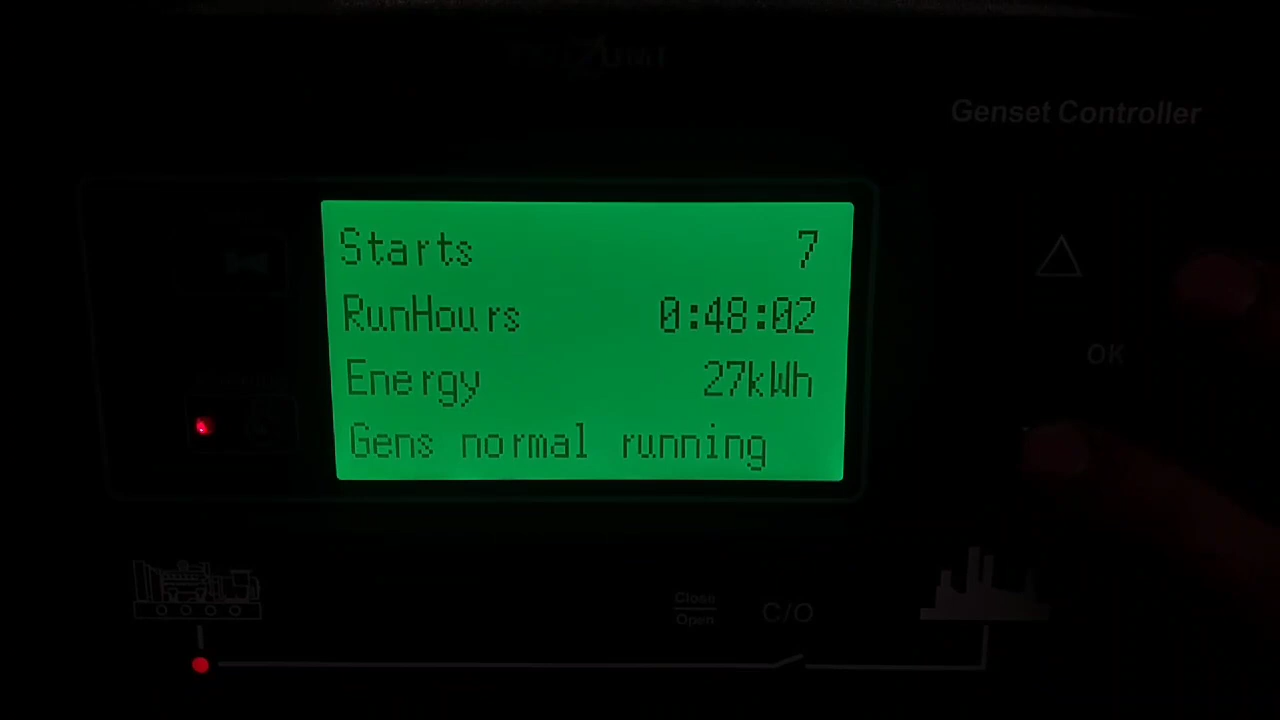 Genset Controller
Starts 7
RunHours 0:48:02
Energy 27kWh
Gens normal running
OK
Close
Open
C/O